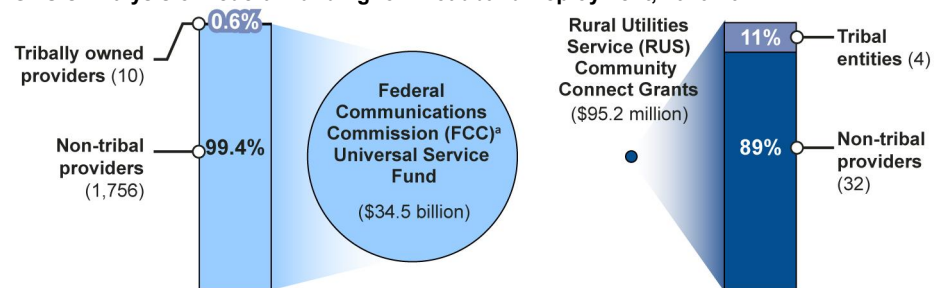 0.6%
Tribally owned
providers (10)
Non-tribal
providers
(1,756)
99.4%
Federal
Communications
Commission (FCC)ᵃ
Universal Service
Fund
($34.5 billion)
Rural Utilities
Service (RUS)
Community
Connect Grants
($95.2 million)
11%
Tribal
entities (4)
89%
Non-tribal
providers
(32)